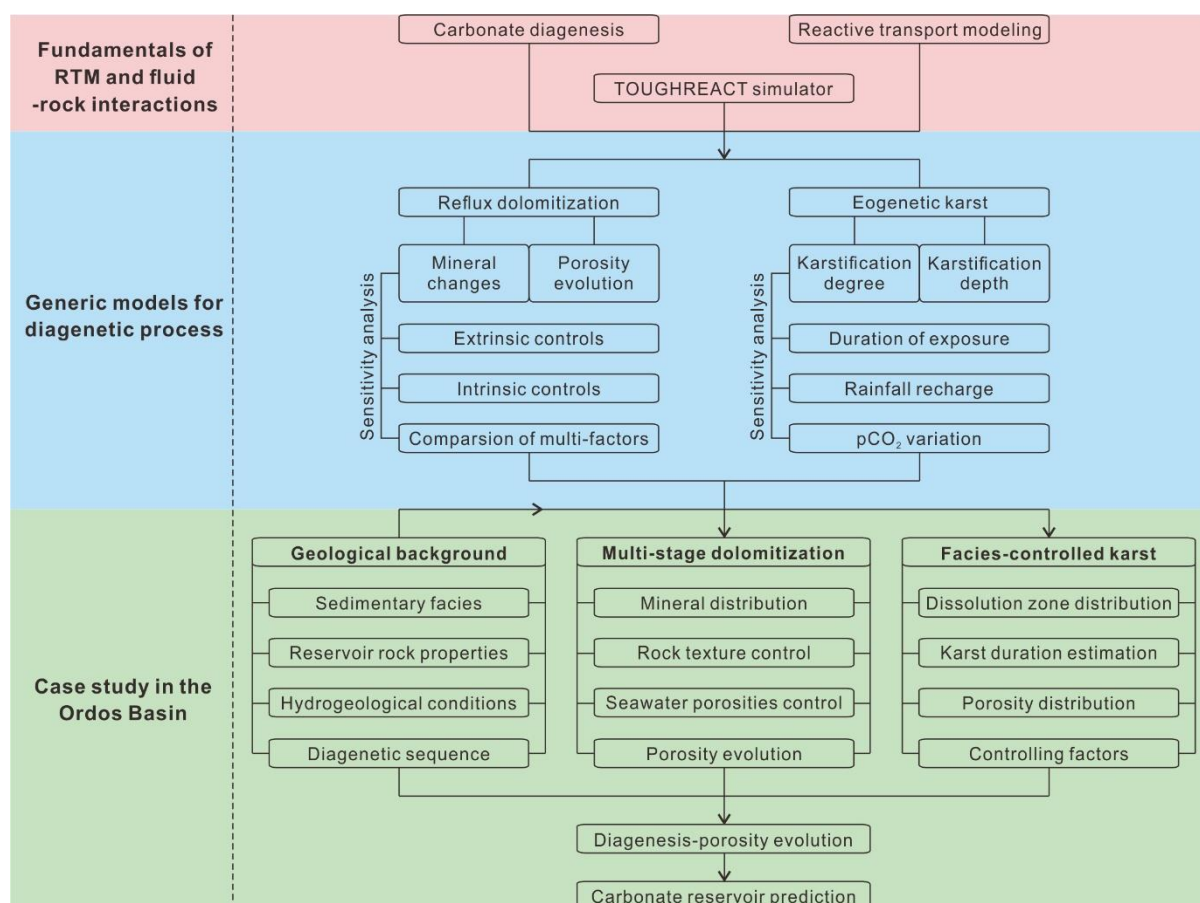 Fundamentals of
RTM and fluid
-rock interactions
Carbonate diagenesis
Reactive transport modeling
TOUGHREACT simulator
Generic models for
diagenetic process
Reflux dolomitization
Mineral
changes
Porosity
evolution
Sensitivity analysis
Extrinsic controls
Intrinsic controls
Comparsion of multi-factors
Eogenetic karst
Karstification
degree
Karstification
depth
Sensitivity analysis
Duration of exposure
Rainfall recharge
pCO₂ variation
Case study in the
Ordos Basin
Geological background
Sedimentary facies
Reservoir rock properties
Hydrogeological conditions
Diagenetic sequence
Multi-stage dolomitization
Mineral distribution
Rock texture control
Seawater porosities control
Porosity evolution
Facies-controlled karst
Dissolution zone distribution
Karst duration estimation
Porosity distribution
Controlling factors
Diagenesis-porosity evolution
Carbonate reservoir prediction